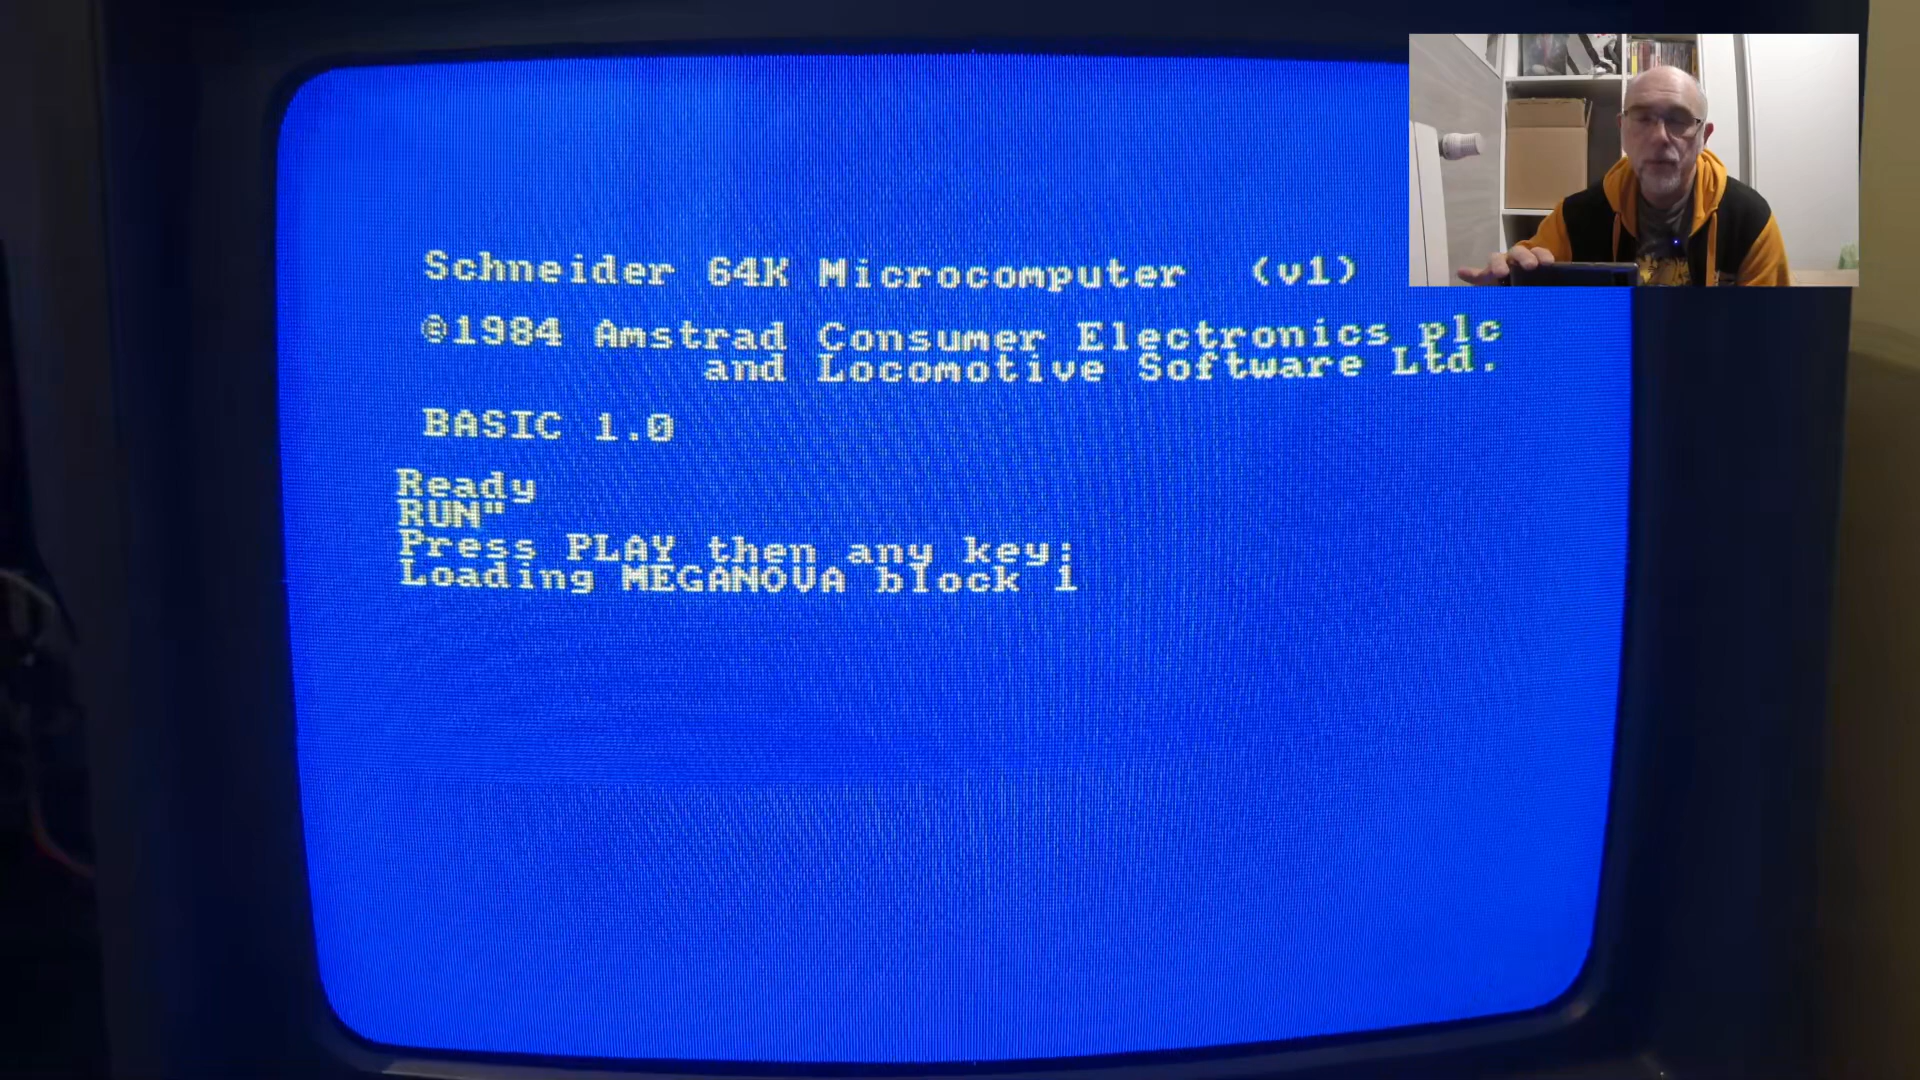 Schneider 64K Microcomputer (v1)
©1984 Amstrad Consumer Electronics plc
and Locomotive Software Ltd.
BASIC 1.0
Ready
RUN"
Press PLAY then any key:
Loading MEGANOVA block 1